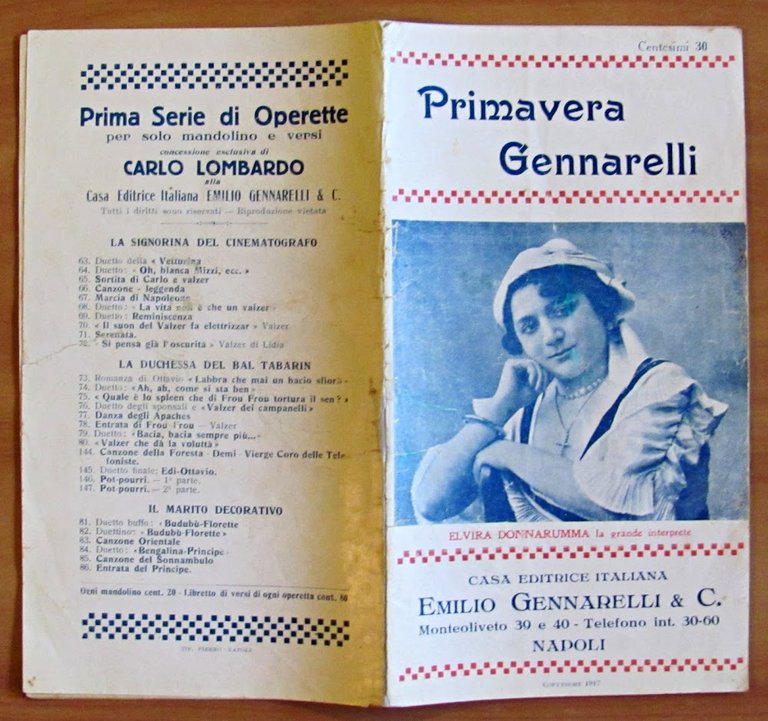 Prima Serie di Operette
per solo mandolino e versi
concessione esclusiva di
CARLO LOMBARDO
alla
Casa Editrice Italiana EMILIO GENNARELLI & C.
Tutti i diritti sono riservati — Riproduzione vietata
LA SIGNORINA DEL CINEMATOGRAFO
63. Duetto della « Vetturina
64. Duetto: « Oh, bianca Mizzi, ecc. »
65. Sortita di Carlo e valzer
66. Canzone - leggenda
67. Marcia di Napoleone
68. Duetto: « La vita non è che un valzer »
69. Duetto: Reminiscenza
70. « Il suon del Valzer fa elettrizzar » Valzer
71. Serenata.
72. « Si pensa già l'oscurita » Valzer di Lidia
LA DUCHESSA DEL BAL TABARIN
73. Romanza di Ottavio « Labbra che mai un bacio sfiorò »
74. Duetto: «Ah, ah, come si sta ben»
75. « Quale è lo spleen che di Frou Frou tortura il sen? »
76. Duetto degli sponsali e «Valzer dei campanelli»
77. Danza degli Apaches
78. Entrata di Frou-Frou — Valzer
79. Duetto: «Bacia, bacia sempre più...»
80. «Valzer che dà la voluttà»
144. Canzone della Foresta - Demi - Vierge Coro delle Tele
foniste.
145. Duetto finale: Edi-Ottavio.
146. Pot-pourri. — 1ª parte.
147. Pot-pourri. — 2ª parte.
IL MARITO DECORATIVO
81. Duetto buffo: «Budubù-Florette
82. Duettino: «Budubù-Florette»
83. Canzone Orientale
84. Duetto: «Bengalina-Principe»
85. Canzone del Sonnambulo
86. Entrata del Principe.
Ogni mandolino cent. 20 - Libretto di versi di ogni operetta cent. 60
TIP. PIERRO - NAPOLI
Centesimi 30
Primavera
Gennarelli
ELVIRA DONNARUMMA la grande interprete
CASA EDITRICE ITALIANA
EMILIO GENNARELLI & C.
Monteoliveto 39 e 40 - Telefono int. 30-60
NAPOLI
COPYRIGHT 1917